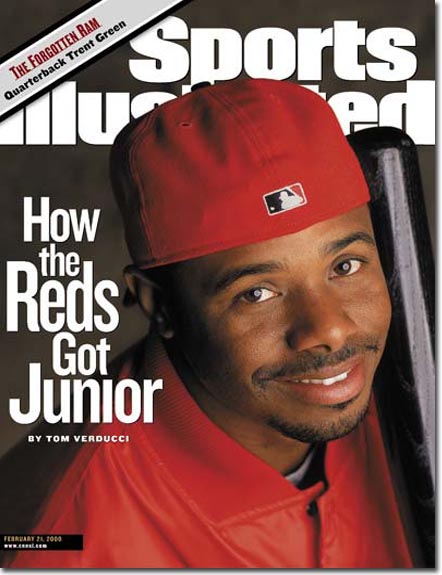 THE FORGOTTEN RAM
Quarterback Trent Green
Sports
Illustrated
How
the
Reds
Got
Junior
BY TOM VERDUCCI
FEBRUARY 21, 2000
www.cnnsi.com